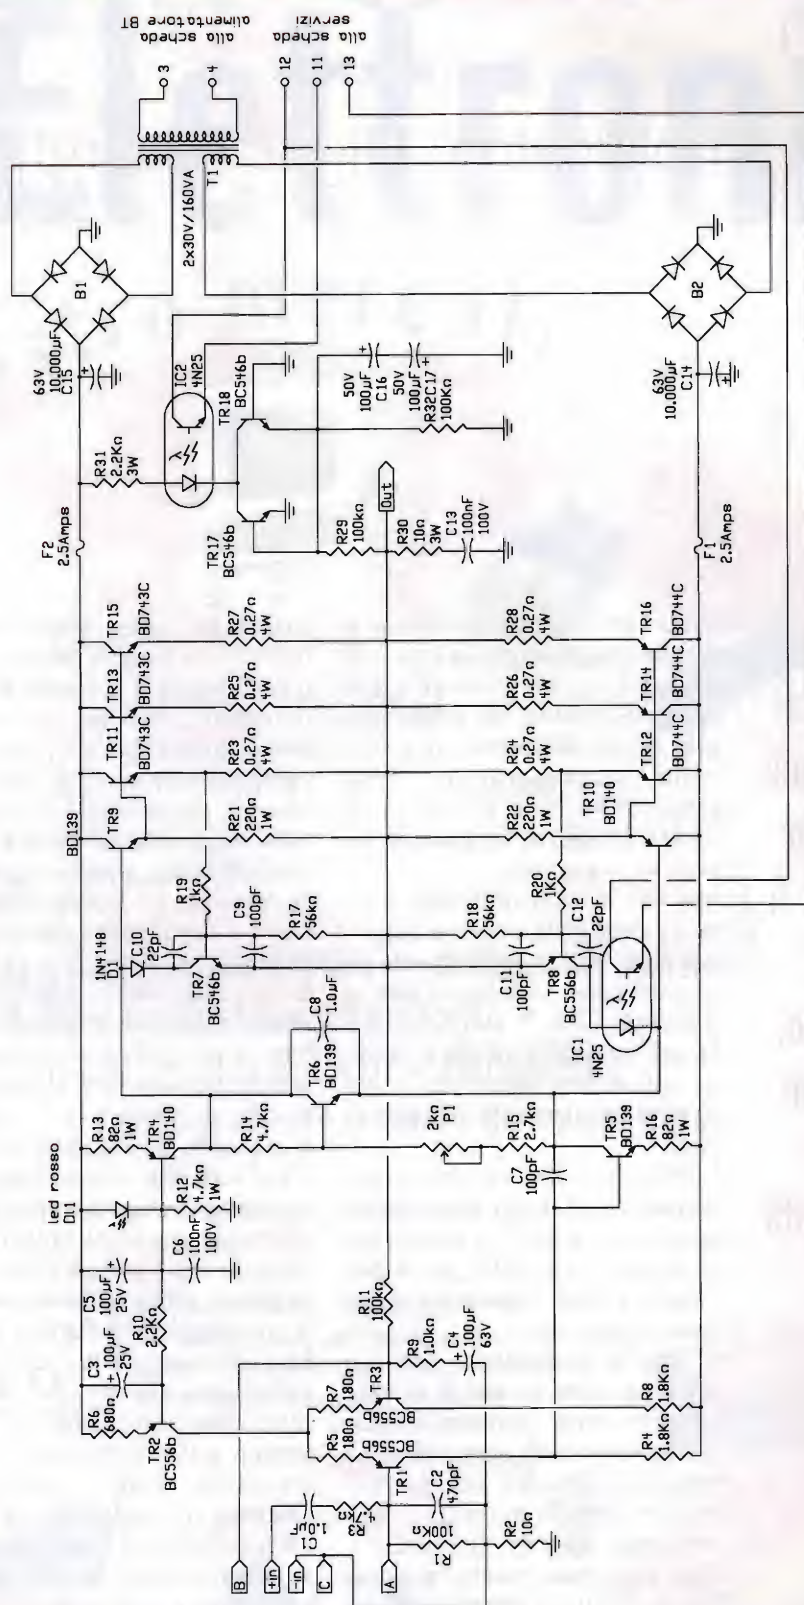 alla scheda
alimentatore BT
alla scheda
servizi
3
4
12
11
13
T1
2x30V/160VA
B1
B2
63V
10.000µF
C15
63V
10.000µF
C14
IC2
4N25
λ
TR18
BC546b
TR17
BC546b
50V
100µF
C16
50V
100µF
C17
R32
100KΩ
R31
2.2KΩ
3W
R29
100kΩ
Out
R30
10Ω
3W
C13
100nF
100V
F2
2.5Amps
F1
2.5Amps
TR15
BD743C
TR13
BD743C
TR11
BD743C
R27
0.27Ω
4W
R25
0.27Ω
4W
R23
0.27Ω
4W
R28
0.27Ω
4W
R26
0.27Ω
4W
R24
0.27Ω
4W
TR16
BD744C
TR14
BD744C
TR12
BD744C
BD139
TR9
R21
220Ω
1W
R22
220Ω
1W
TR10
BD140
R19
1kΩ
R20
1KΩ
1N4148
D1
C10
22pF
TR7
BC546b
C9
100pF
R17
56kΩ
R18
56kΩ
C11
100pF
TR8
BC556b
C12
22pF
IC1
4N25
λ
C8
1.0µF
TR6
BD139
R13
82Ω
1W
TR4
BD140
R14
4.7kΩ
2kΩ
P1
R15
2.7kΩ
C7
100pF
TR5
BD139
R16
82Ω
1W
led rosso
Dl1
R12
4.7kΩ
1W
C6
100nF
100V
C5
100µF
25V
R10
2.2KΩ
C3
100µF
25V
R6
680Ω
TR2
BC556b
R11
100kΩ
R9
1.0kΩ
C4
100µF
63V
R7
180Ω
R5
180Ω
TR3
BC556b
BC556b
TR1
R8
1.8KΩ
R4
1.8KΩ
C1
1.0µF
R3
4.7kΩ
C2
470pF
R1
100KΩ
R2
10Ω
B
+in
-in
C
A